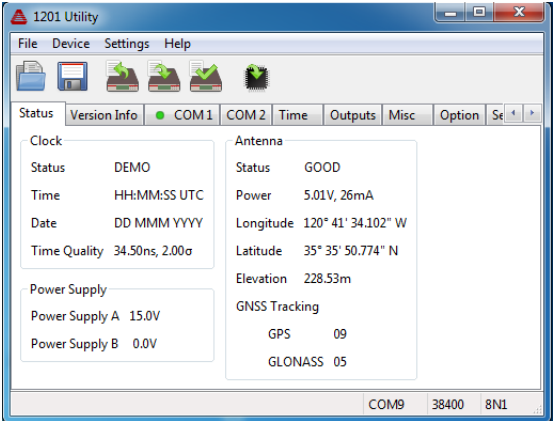 1201 Utility
File Device Settings Help
Status Version Info COM 1 COM 2 Time Outputs Misc Option Se
Clock
Status DEMO
Time HH:MM:SS UTC
Date DD MMM YYYY
Time Quality 34.50ns, 2.00σ
Power Supply
Power Supply A 15.0V
Power Supply B 0.0V
Antenna
Status GOOD
Power 5.01V, 26mA
Longitude 120° 41' 34.102" W
Latitude 35° 35' 50.774" N
Elevation 228.53m
GNSS Tracking
GPS 09
GLONASS 05
COM9 38400 8N1